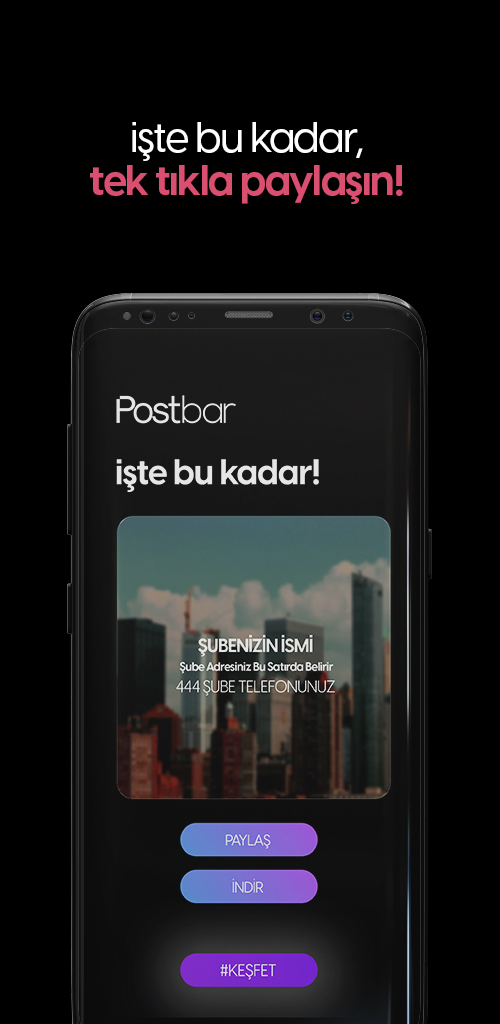 işte bu kadar,
tek tıkla paylaşın!
Postbar
işte bu kadar!
ŞUBENİZİN İSMİ
Şube Adresiniz Bu Satırda Belirir
444 ŞUBE TELEFONUNUZ
PAYLAŞ
İNDİR
#KEŞFET